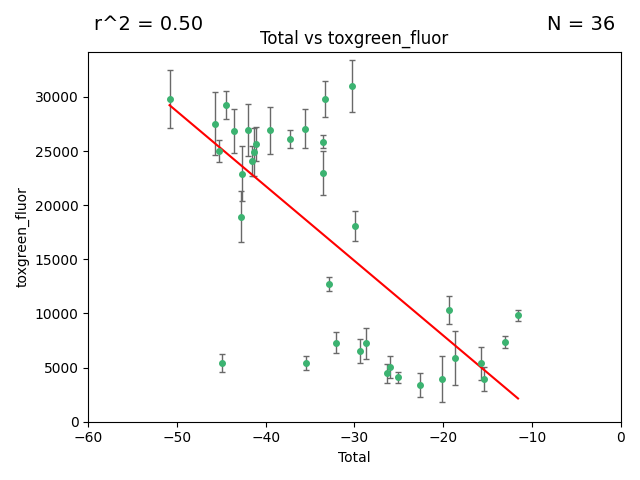 r^2 = 0.50
N = 36
Total vs toxgreen_fluor
30000
25000
20000
15000
10000
5000
0
toxgreen_fluor
−60
−50
−40
−30
−20
−10
0
Total